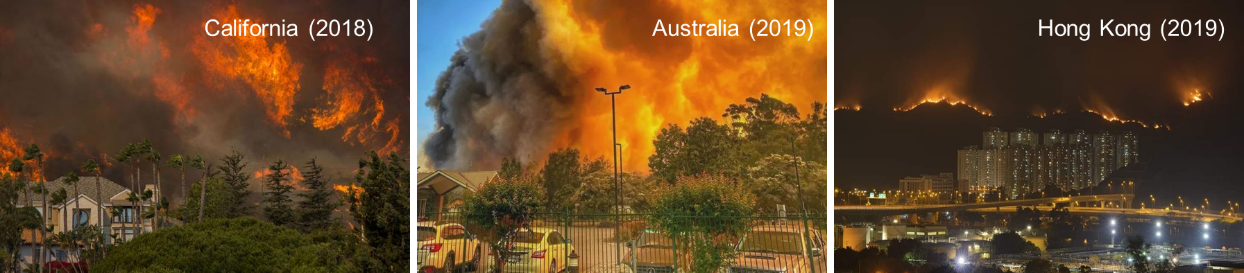 California (2018)
Australia (2019)
Hong Kong (2019)